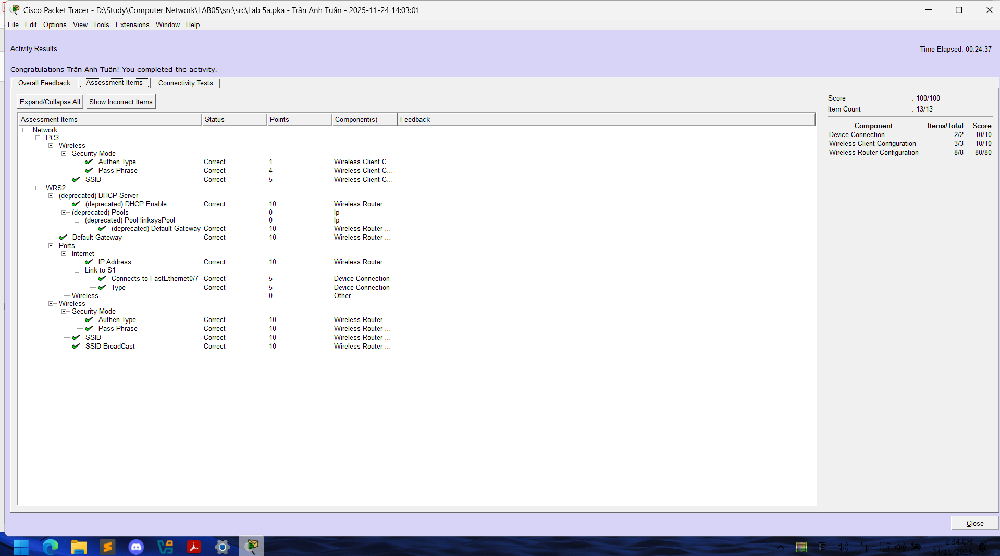 Cisco Packet Tracer - D:\Study\Computer Network\LAB05\src\src\Lab 5a.pka - Trần Anh Tuấn - 2025-11-24 14:03:01
File Edit Options View Tools Extensions Window Help
Activity Results
Time Elapsed: 00:24:37
Congratulations Trần Anh Tuấn! You completed the activity.
Overall Feedback Assessment Items Connectivity Tests
Expand/Collapse All Show Incorrect Items
Assessment Items Status Points Component(s) Feedback
Network
PC3
Wireless
Security Mode
Authen Type Correct 1 Wireless Client C...
Pass Phrase Correct 4 Wireless Client C...
SSID Correct 5 Wireless Client C...
WRS2
(deprecated) DHCP Server
(deprecated) DHCP Enable Correct 10 Wireless Router ...
(deprecated) Pools 0 Ip
(deprecated) Pool linksysPool 0 Ip
(deprecated) Default Gateway Correct 10 Wireless Router ...
Default Gateway Correct 10 Wireless Router ...
Ports
Internet
IP Address Correct 10 Wireless Router ...
Link to S1
Connects to FastEthernet0/7 Correct 5 Device Connection
Type Correct 5 Device Connection
Wireless 0 Other
Wireless
Security Mode
Authen Type Correct 10 Wireless Router ...
Pass Phrase Correct 10 Wireless Router ...
SSID Correct 10 Wireless Router ...
SSID BroadCast Correct 10 Wireless Router ...
Score : 100/100
Item Count : 13/13
Component Items/Total Score
Device Connection 2/2 10/10
Wireless Client Configuration 3/3 10/10
Wireless Router Configuration 8/8 80/80
Close
2:34 CH
24/11/2025